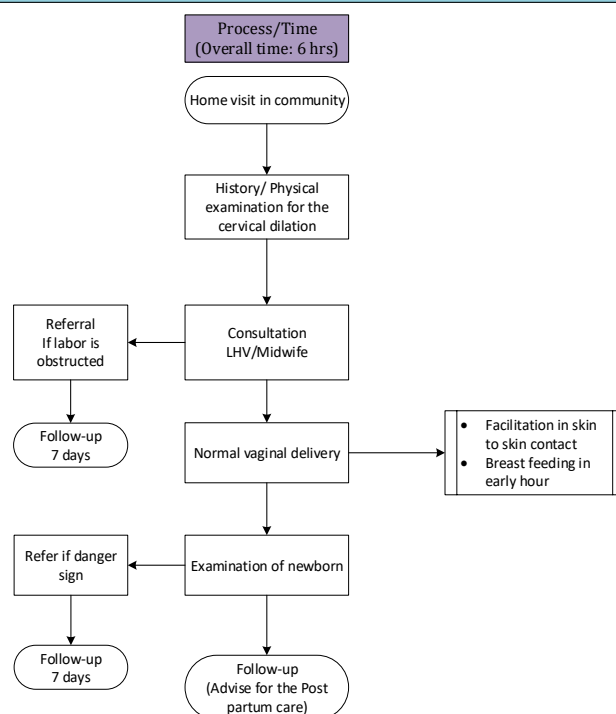 Process/Time
(Overall time: 6 hrs)
Home visit in community
History/ Physical
examination for the
cervical dilation
Referral
If labor is
obstructed
Consultation
LHV/Midwife
Follow-up
7 days
Normal vaginal delivery
• Facilitation in skin
to skin contact
• Breast feeding in
early hour
Refer if danger
sign
Examination of newborn
Follow-up
7 days
Follow-up
(Advise for the Post
partum care)